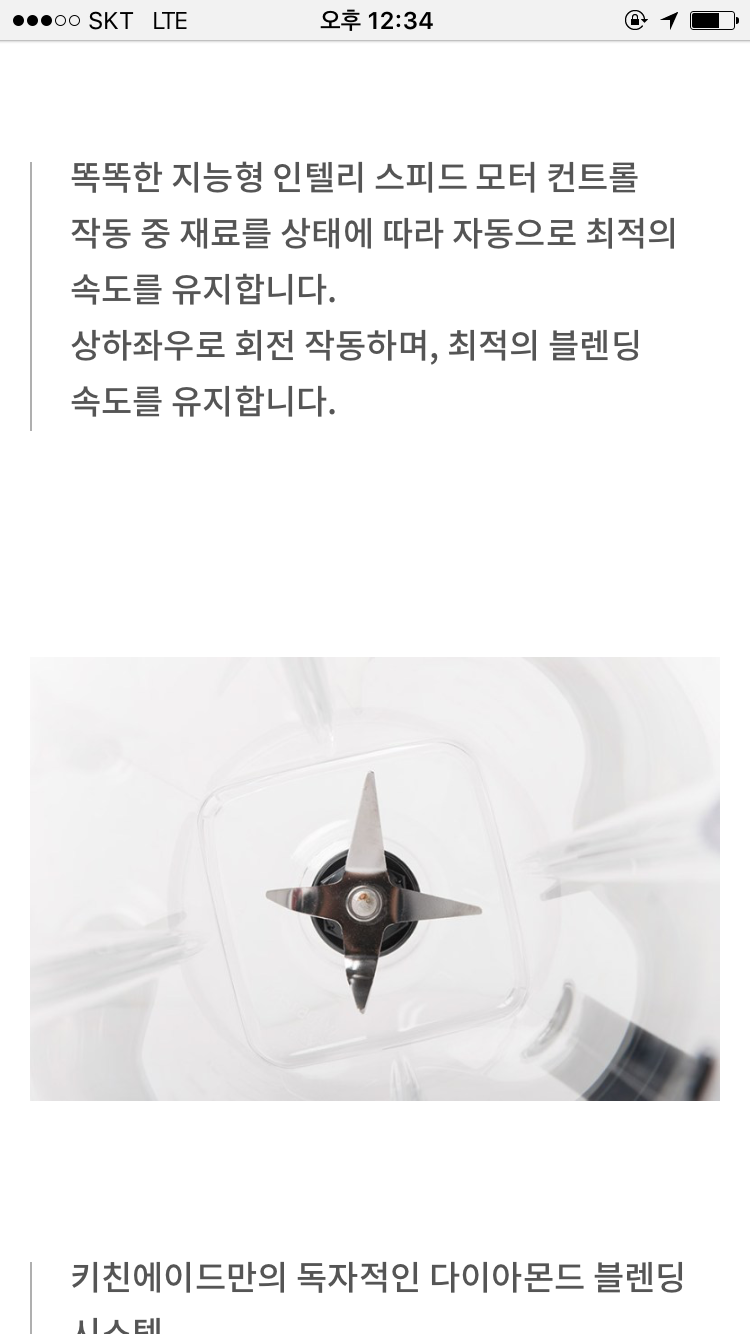 SKT LTE 오후 12:34
똑똑한 지능형 인텔리 스피드 모터 컨트롤
작동 중 재료를 상태에 따라 자동으로 최적의
속도를 유지합니다.
상하좌우로 회전 작동하며, 최적의 블렌딩
속도를 유지합니다.
키친에이드만의 독자적인 다이아몬드 블렌딩
시스템